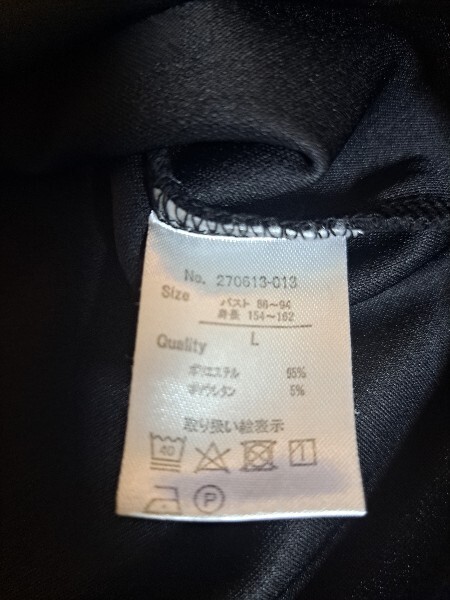 No. 270613-013
Size
バスト 86～94
身長 154～162
L
Quality
ポリエステル 95%
ポリウレタン 5%
取り扱い絵表示
40
P